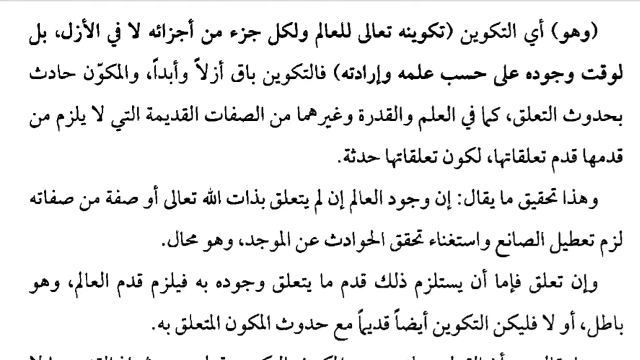 (وهو) أي التكوين (تكوينه تعالى للعالم ولكل جزء من أجزائه لا في الأزل، بل
لوقت وجوده على حسب علمه وإرادته) فالتكوين باق أزلاً وأبداً، والمكوّن حادث
بحدوث التعلق، كما في العلم والقدرة وغيرهما من الصفات القديمة التي لا يلزم من
قدمها قدم تعلقاتها، لكون تعلقاتها حدثة.
وهذا تحقيق ما يقال: إن وجود العالم إن لم يتعلق بذات الله تعالى أو صفة من صفاته
لزم تعطيل الصانع واستغناء تحقق الحوادث عن الموجد، وهو محال.
وإن تعلق فإما أن يستلزم ذلك قدم ما يتعلق وجوده به فيلزم قدم العالم، وهو
باطل، أو لا فليكن التكوين أيضاً قديماً مع حدوث المكون المتعلق به.